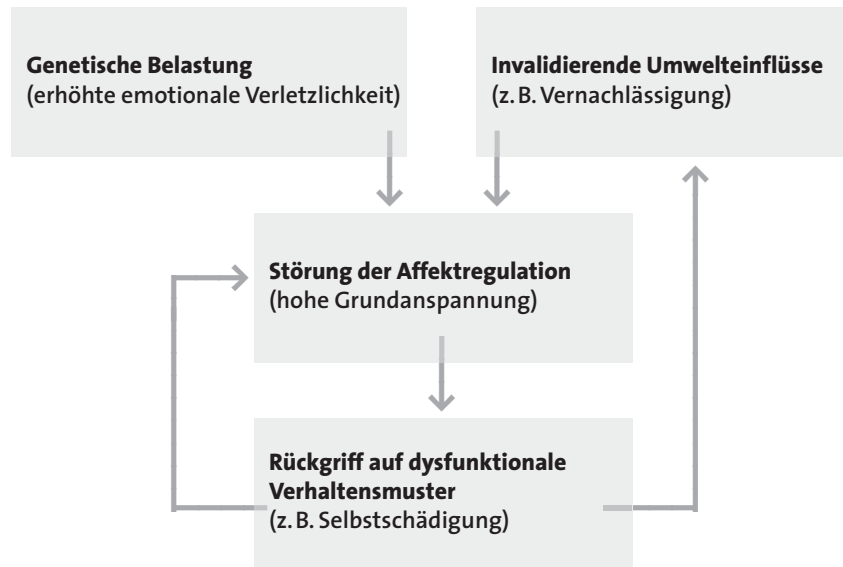 Genetische Belastung
(erhöhte emotionale Verletzlichkeit)
Invalidierende Umwelteinflüsse
(z. B. Vernachlässigung)
Störung der Affektregulation
(hohe Grundanspannung)
Rückgriff auf dysfunktionale
Verhaltensmuster
(z. B. Selbstschädigung)